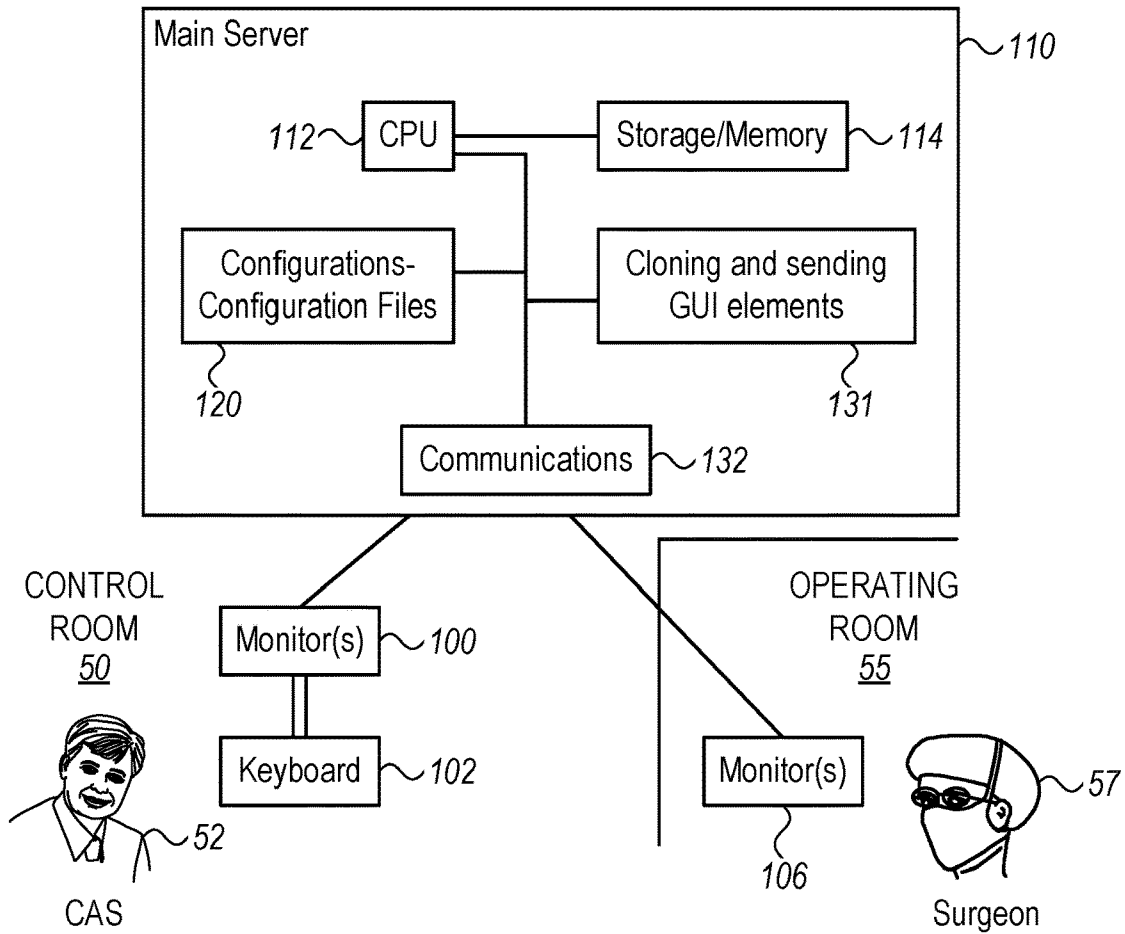 Main Server
110
112
CPU
Storage/Memory
114
Configurations-
Configuration Files
Cloning and sending
GUI elements
120
131
Communications
132
CONTROL
ROOM
50
OPERATING
ROOM
55
Monitor(s)
100
Keyboard
102
Monitor(s)
106
52
57
CAS
Surgeon